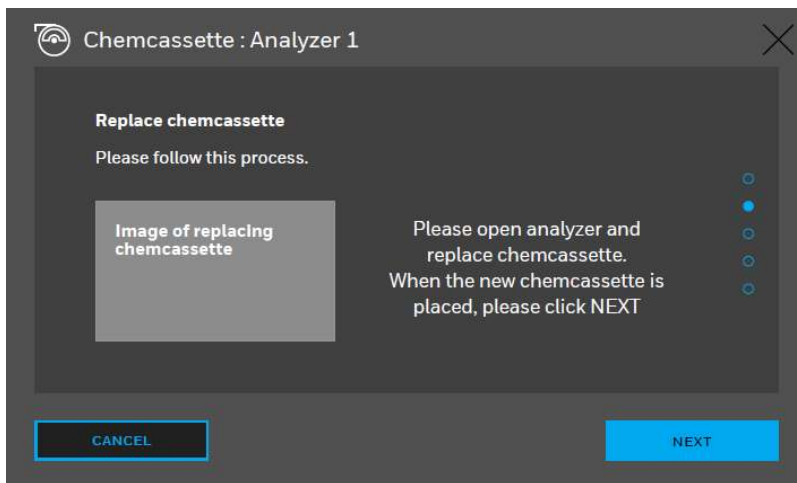 Chemcassette : Analyzer 1
Replace chemcassette
Please follow this process.
Image of replacing
chemcassette
Please open analyzer and
replace chemcassette.
When the new chemcassette is
placed, please click NEXT
CANCEL
NEXT